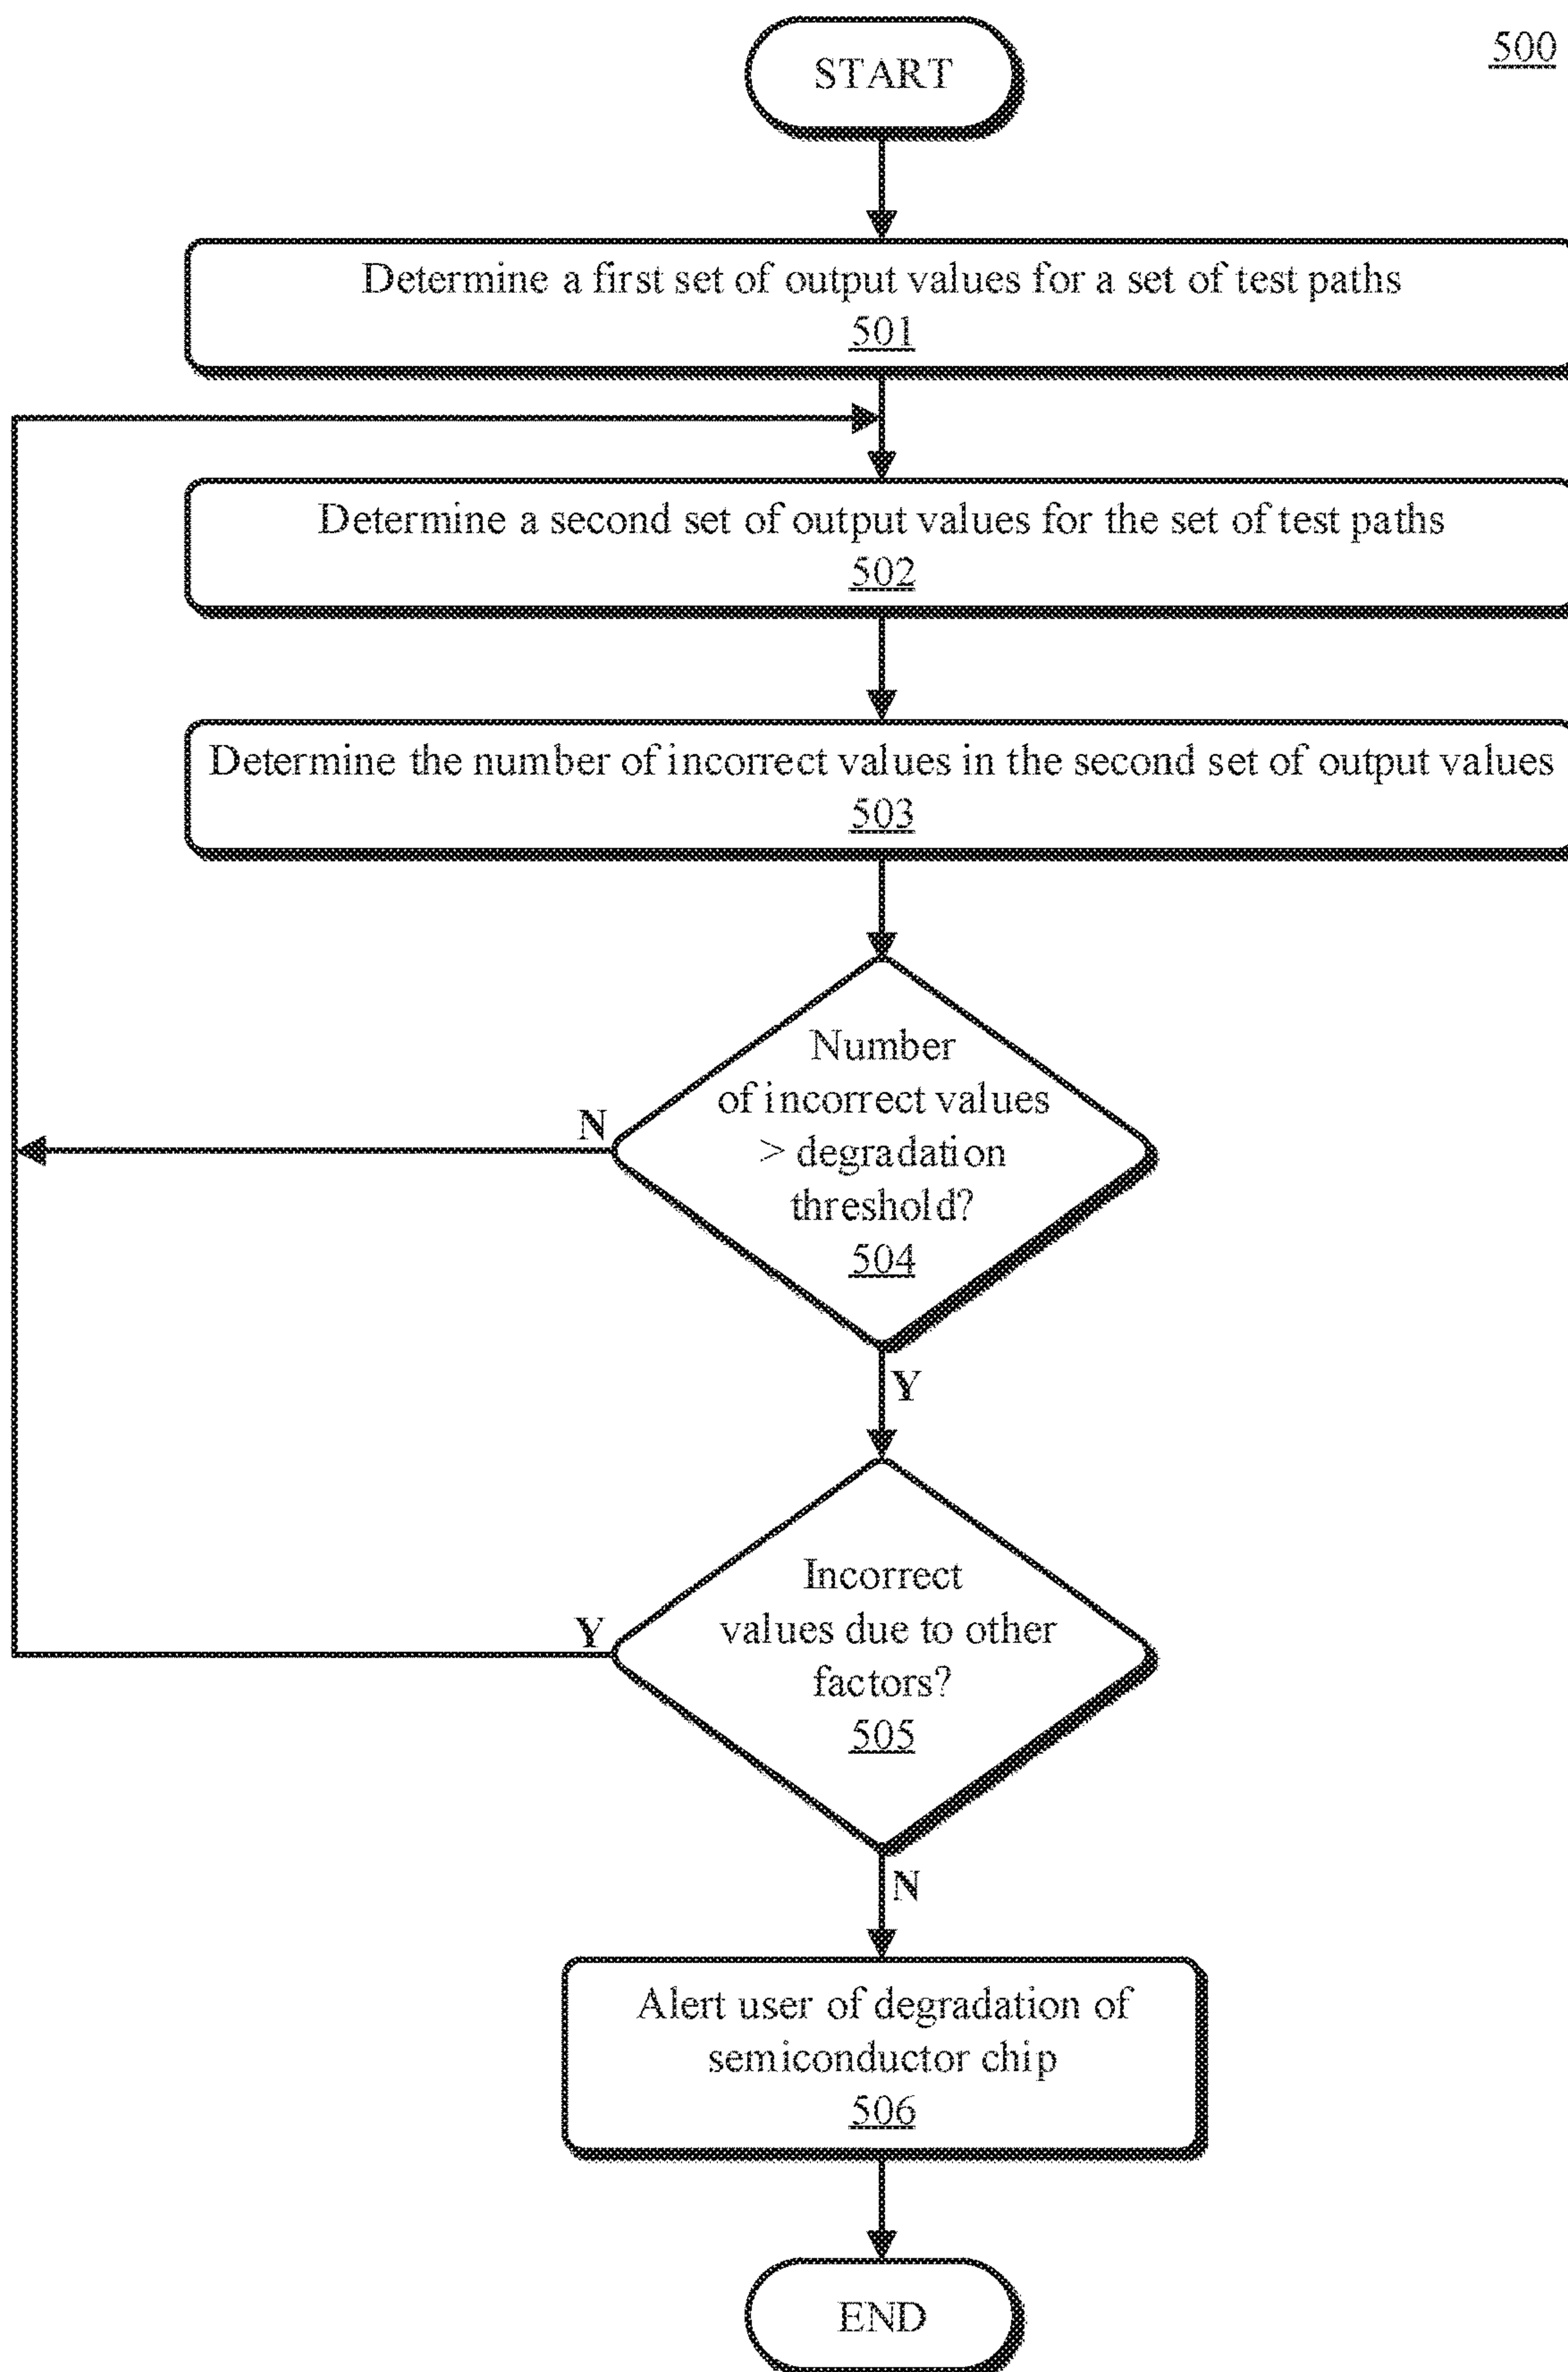 500
START
Determine a first set of output values for a set of test paths
501
Determine a second set of output values for the set of test paths
502
Determine the number of incorrect values in the second set of output values
503
Number
of incorrect values
> degradation
threshold?
504
N
Y
Incorrect
values due to other
factors?
505
Y
N
Alert user of degradation of
semiconductor chip
506
END